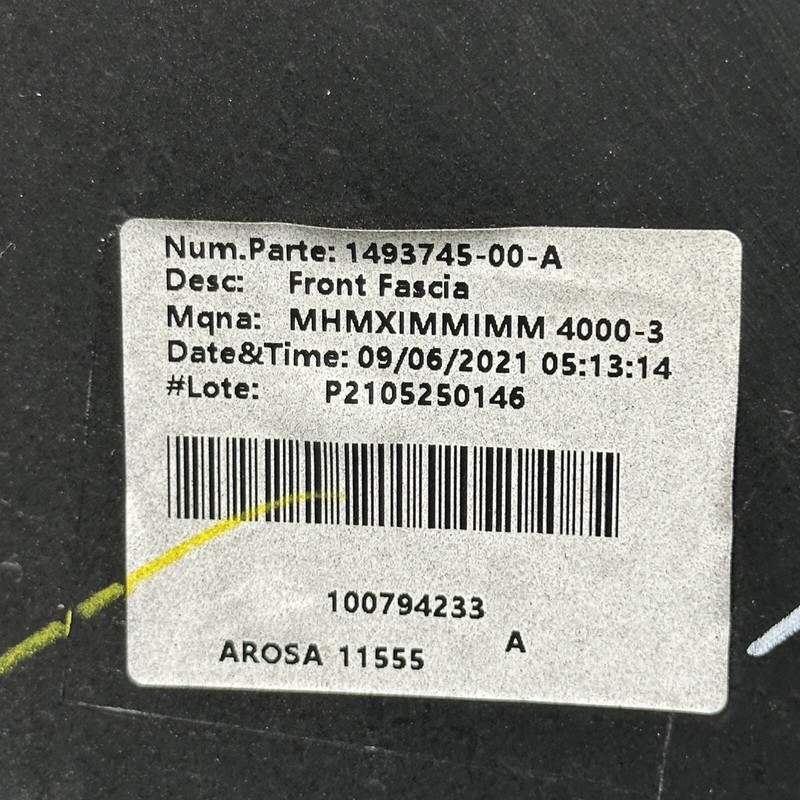 Num.Parte: 1493745-00-A
Desc: Front Fascia
Mqna: MHMXIMMIMM 4000-3
Date&Time: 09/06/2021 05:13:14
#Lote: P2105250146
100794233
A
AROSA 11555